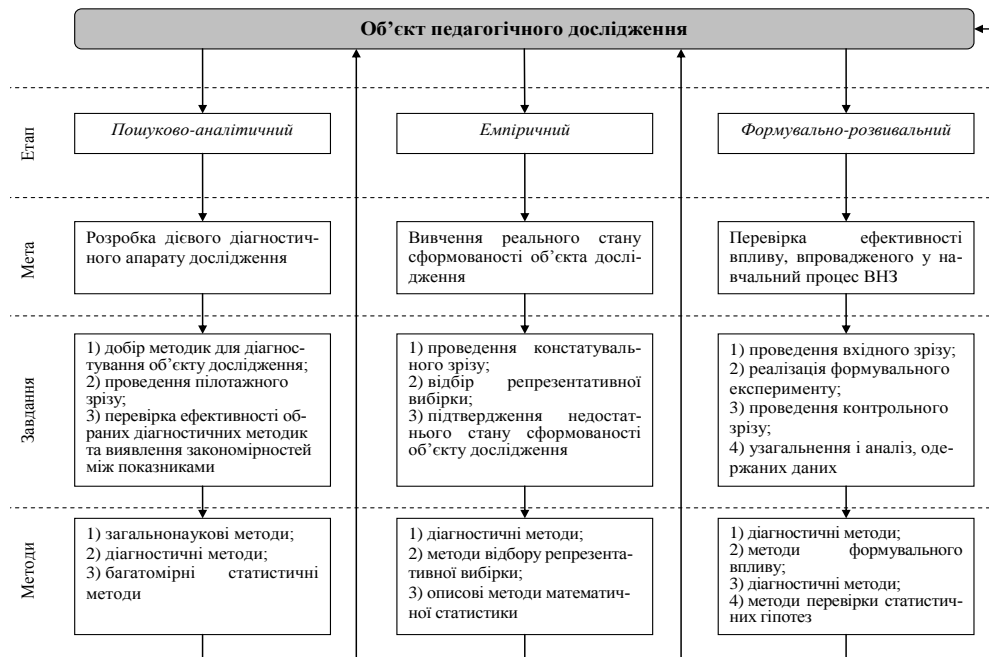 Об’єкт педагогічного дослідження
Етап
Пошуково-аналітичний
Емпіричний
Формувально-розвивальний
Мета
Розробка дієвого діагностич-
ного апарату дослідження
Вивчення реального стану
сформованості об’єкта дослі-
дження
Перевірка ефективності
впливу, впровадженого у на-
вчальний процес ВНЗ
Завдання
1) добір методик для діагнос-
тування об’єкту дослідження;
2) проведення пілотажного
зрізу;
3) перевірка ефективності об-
раних діагностичних методик
та виявлення закономірностей
між показниками
1) проведення констатуваль-
ного зрізу;
2) відбір репрезентативної
вибірки;
3) підтвердження недостат-
нього стану сформованості
об’єкту дослідження
1) проведення вхідного зрізу;
2) реалізація формувального
експерименту;
3) проведення контрольного
зрізу;
4) узагальнення і аналіз, оде-
ржаних даних
Методи
1) загальнонаукові методи;
2) діагностичні методи;
3) багатомірні статистичні
методи
1) діагностичні методи;
2) методи відбору репрезента-
тивної вибірки;
3) описові методи математич-
ної статистики
1) діагностичні методи;
2) методи формувального
впливу;
3) діагностичні методи;
4) методи перевірки статистич-
них гіпотез